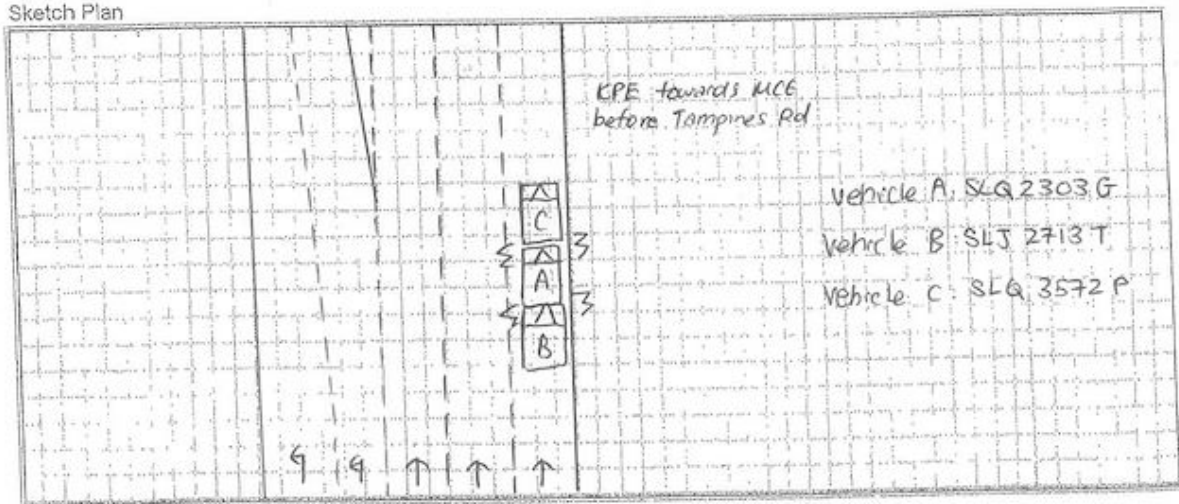 Sketch Plan
KPE towards MCE
before Tampines Rd
vehicle A: SLQ 2303 G
vehicle B: SLJ 2713 T
vehicle C: SLQ 3572 P
C
A
B